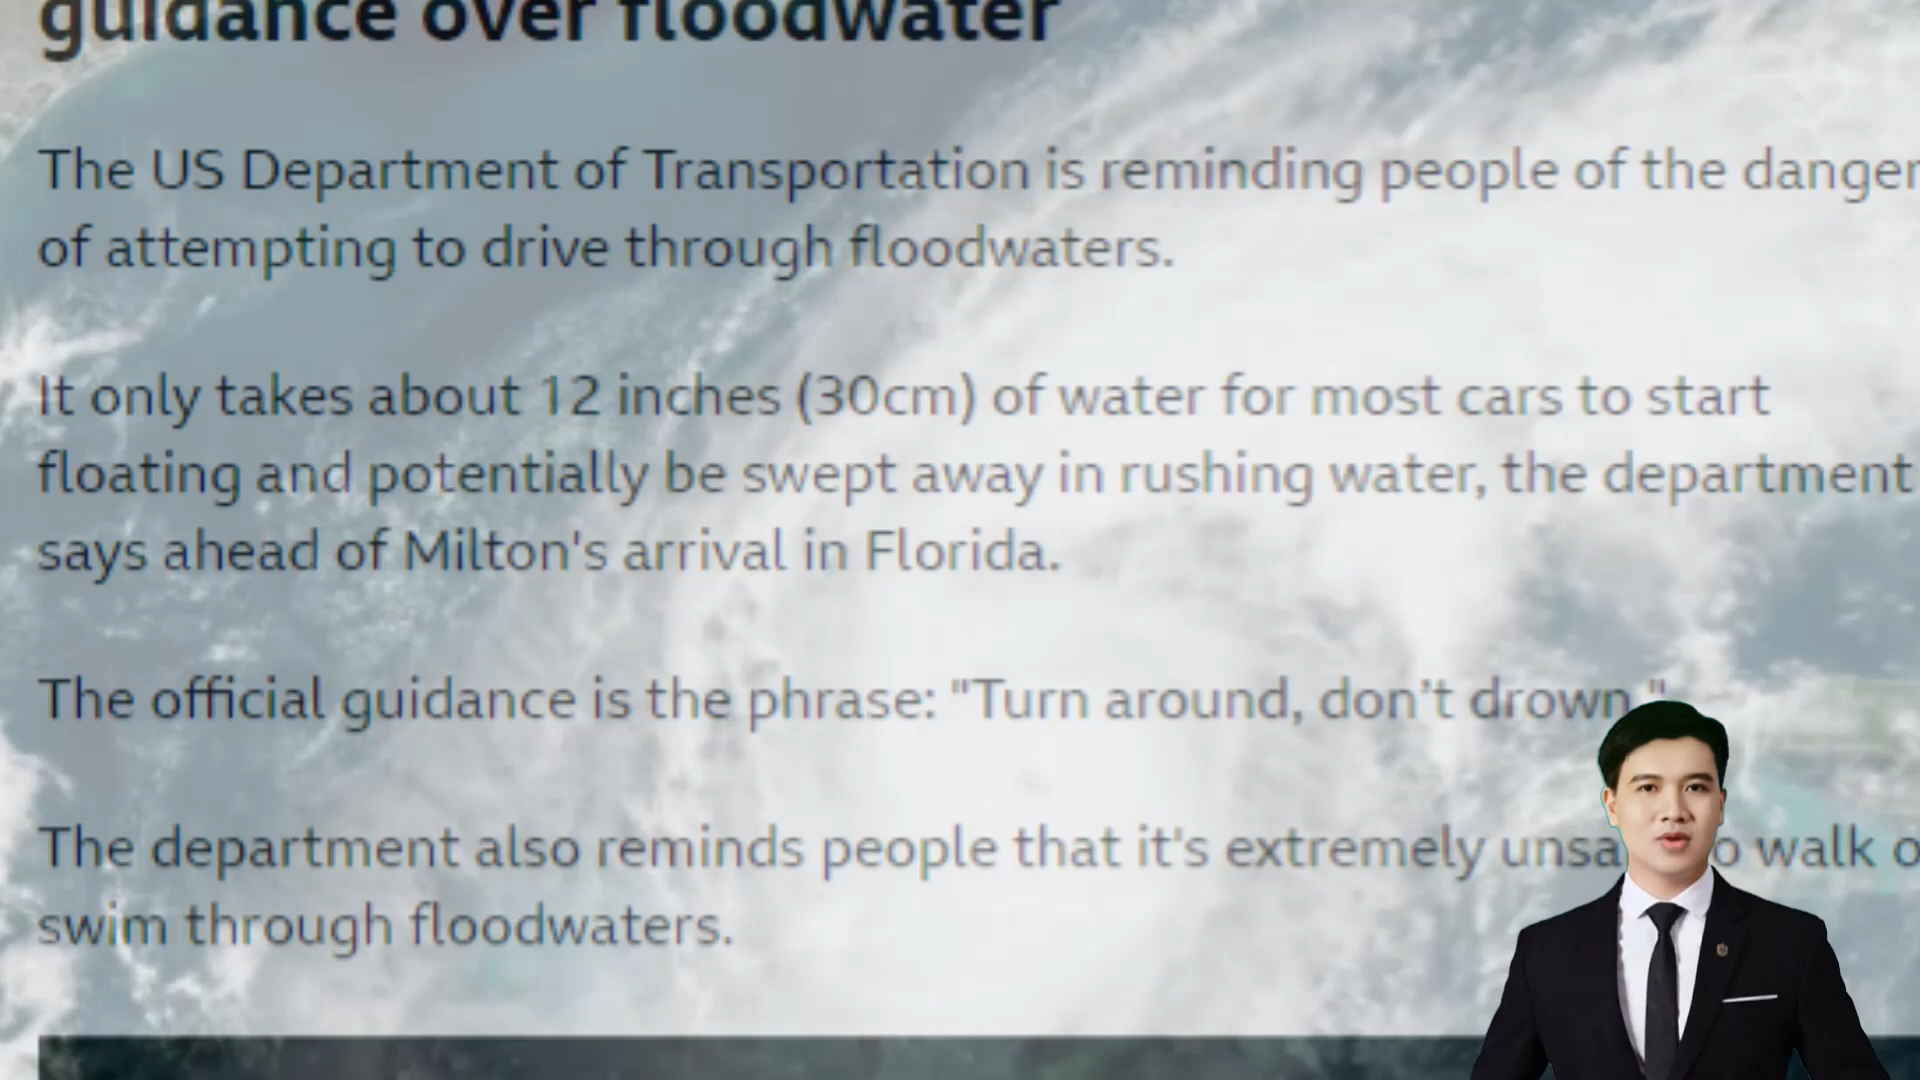 guidance over floodwater
The US Department of Transportation is reminding people of the danger
of attempting to drive through floodwaters.
It only takes about 12 inches (30cm) of water for most cars to start
floating and potentially be swept away in rushing water, the department
says ahead of Milton's arrival in Florida.
The official guidance is the phrase: "Turn around, don't drown."
The department also reminds people that it's extremely walk
swim through floodwaters.